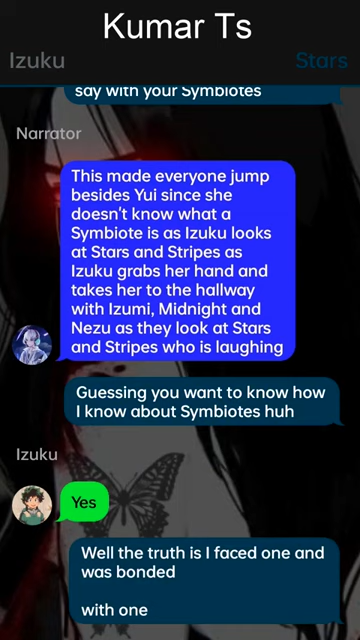 Kumar Ts
Izuku
Stars
say with your Symbiotes
Narrator
This made everyone jump
besides Yui since she
doesn't know what a
Symbiote is as Izuku looks
at Stars and Stripes as
Izuku grabs her hand and
takes her to the hallway
with Izumi, Midnight and
Nezu as they look at Stars
and Stripes who is laughing
Guessing you want to know how
I know about Symbiotes huh
Izuku
Yes
Well the truth is I faced one and
was bonded
with one